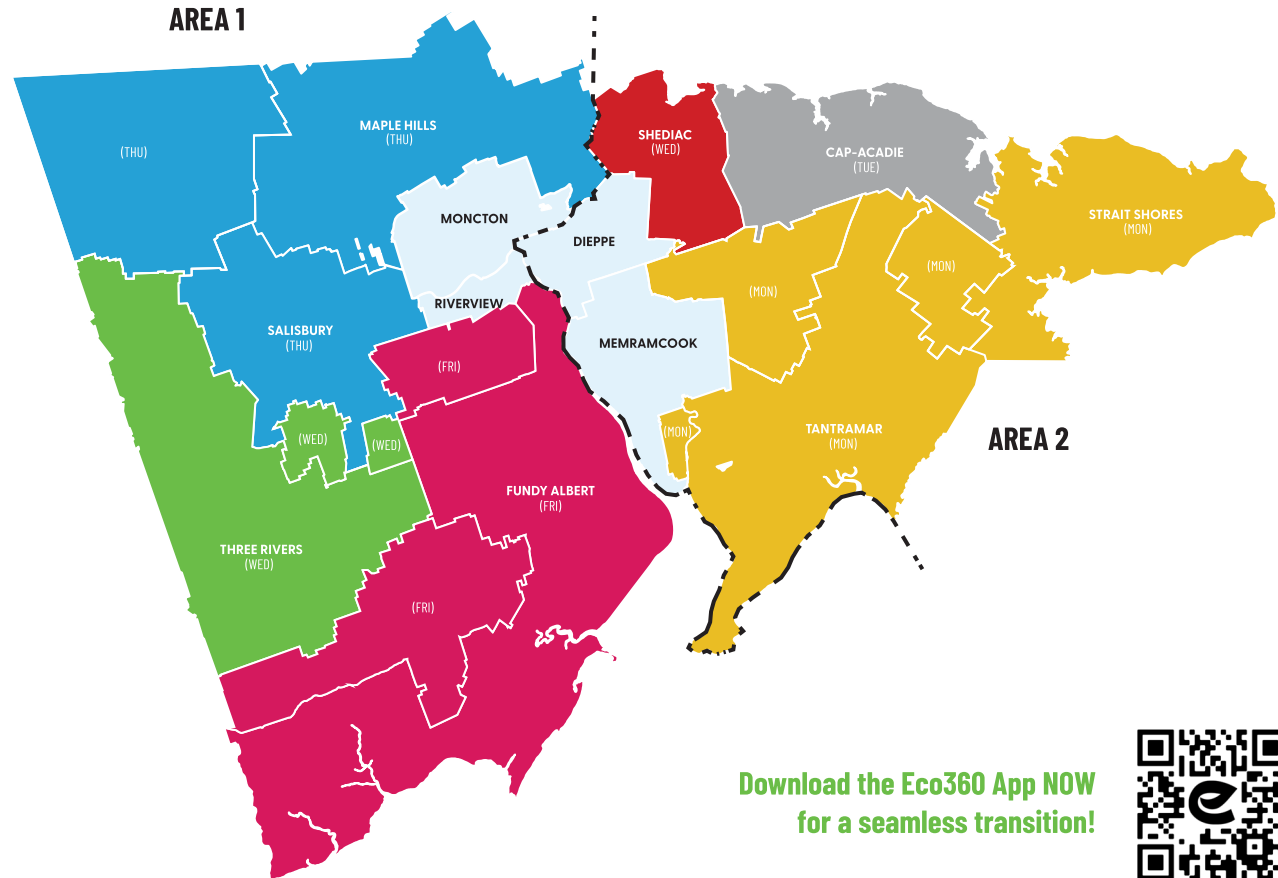 AREA 1
MAPLE HILLS
(THU)
(THU)
SHEDIAC
(WED)
CAP-ACADIE
(TUE)
STRAIT SHORES
(MON)
MONCTON
DIEPPE
(MON)
(MON)
RIVERVIEW
SALISBURY
(THU)
MEMRAMCOOK
(FRI)
(WED)
(WED)
(MON)
TANTRAMAR
(MON)
AREA 2
FUNDY ALBERT
(FRI)
THREE RIVERS
(WED)
(FRI)
Download the Eco360 App NOW
for a seamless transition!
e